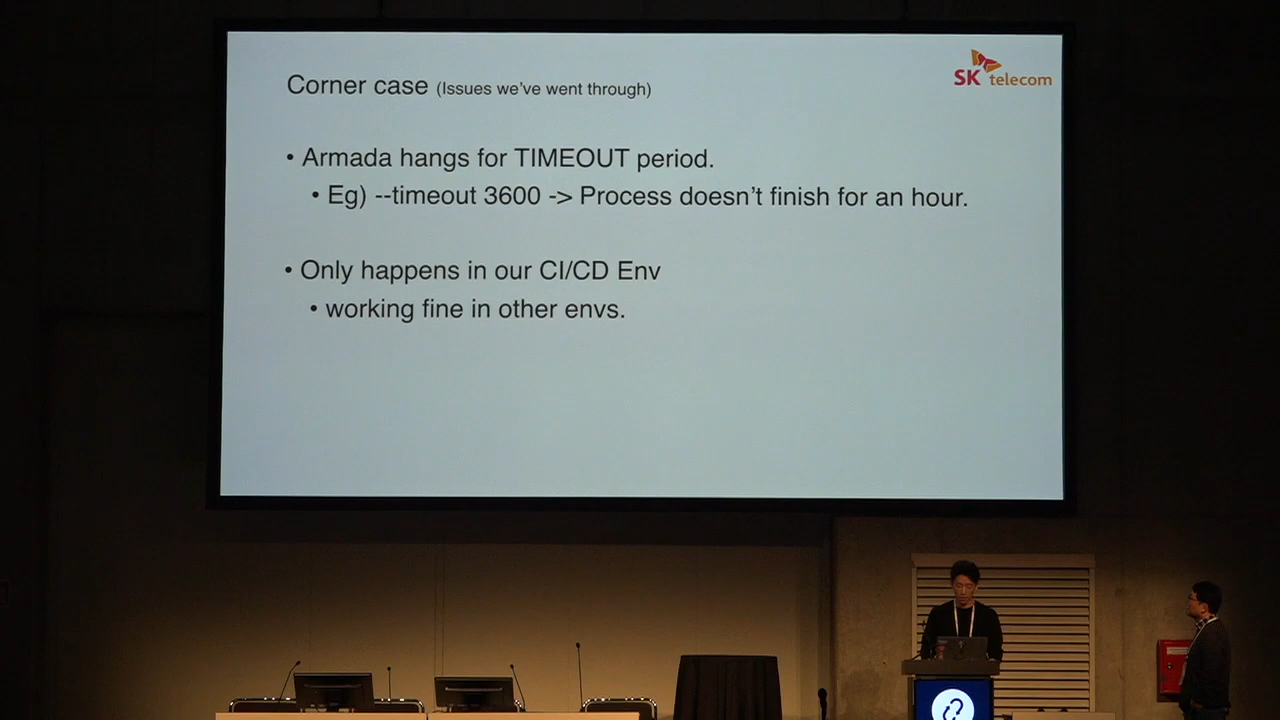 Corner case (Issues we've went through)
SK telecom
• Armada hangs for TIMEOUT period.
• Eg) --timeout 3600 -> Process doesn't finish for an hour.
• Only happens in our CI/CD Env
• working fine in other envs.